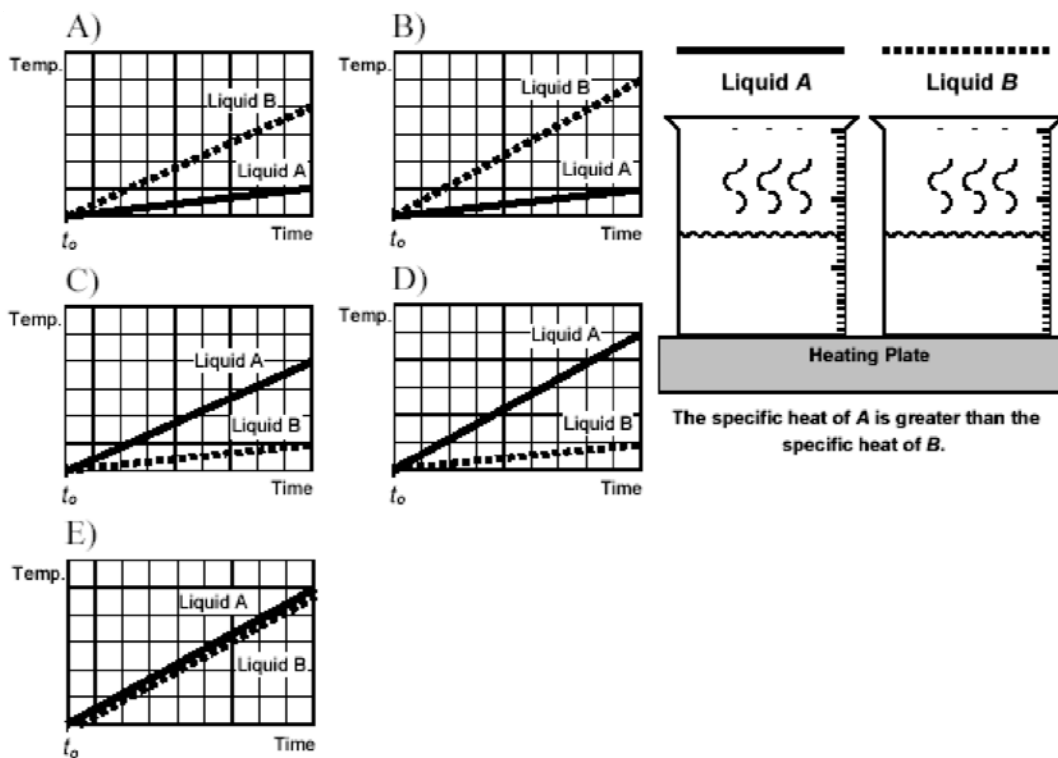 A)
Temp.
Liquid B
Liquid A
t₀
Time
B)
Temp.
Liquid B
Liquid A
t₀
Time
Liquid A
Liquid B
Heating Plate
The specific heat of A is greater than the
specific heat of B.
C)
Temp.
Liquid A
Liquid B
t₀
Time
D)
Temp.
Liquid A
Liquid B
t₀
Time
E)
Temp.
Liquid A
Liquid B
t₀
Time